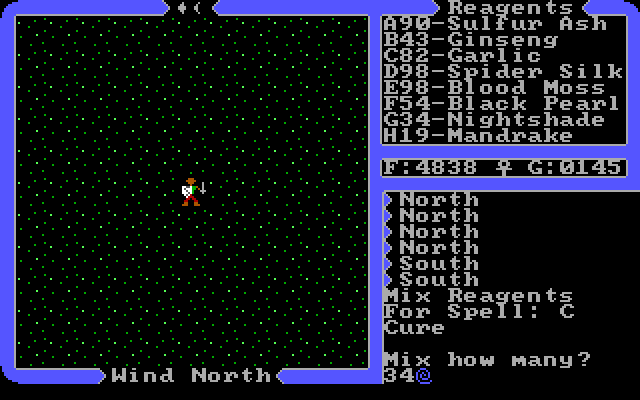 Reagents
A90-Sulfur Ash
B43-Ginseng
C82-Garlic
D98-Spider Silk
E98-Blood Moss
F54-Black Pearl
G34-Nightshade
H19-Mandrake
F:4838 ♀ G:0145
North
North
North
North
South
South
Mix Reagents
For Spell: C
Cure
Mix how many?
34
Wind North